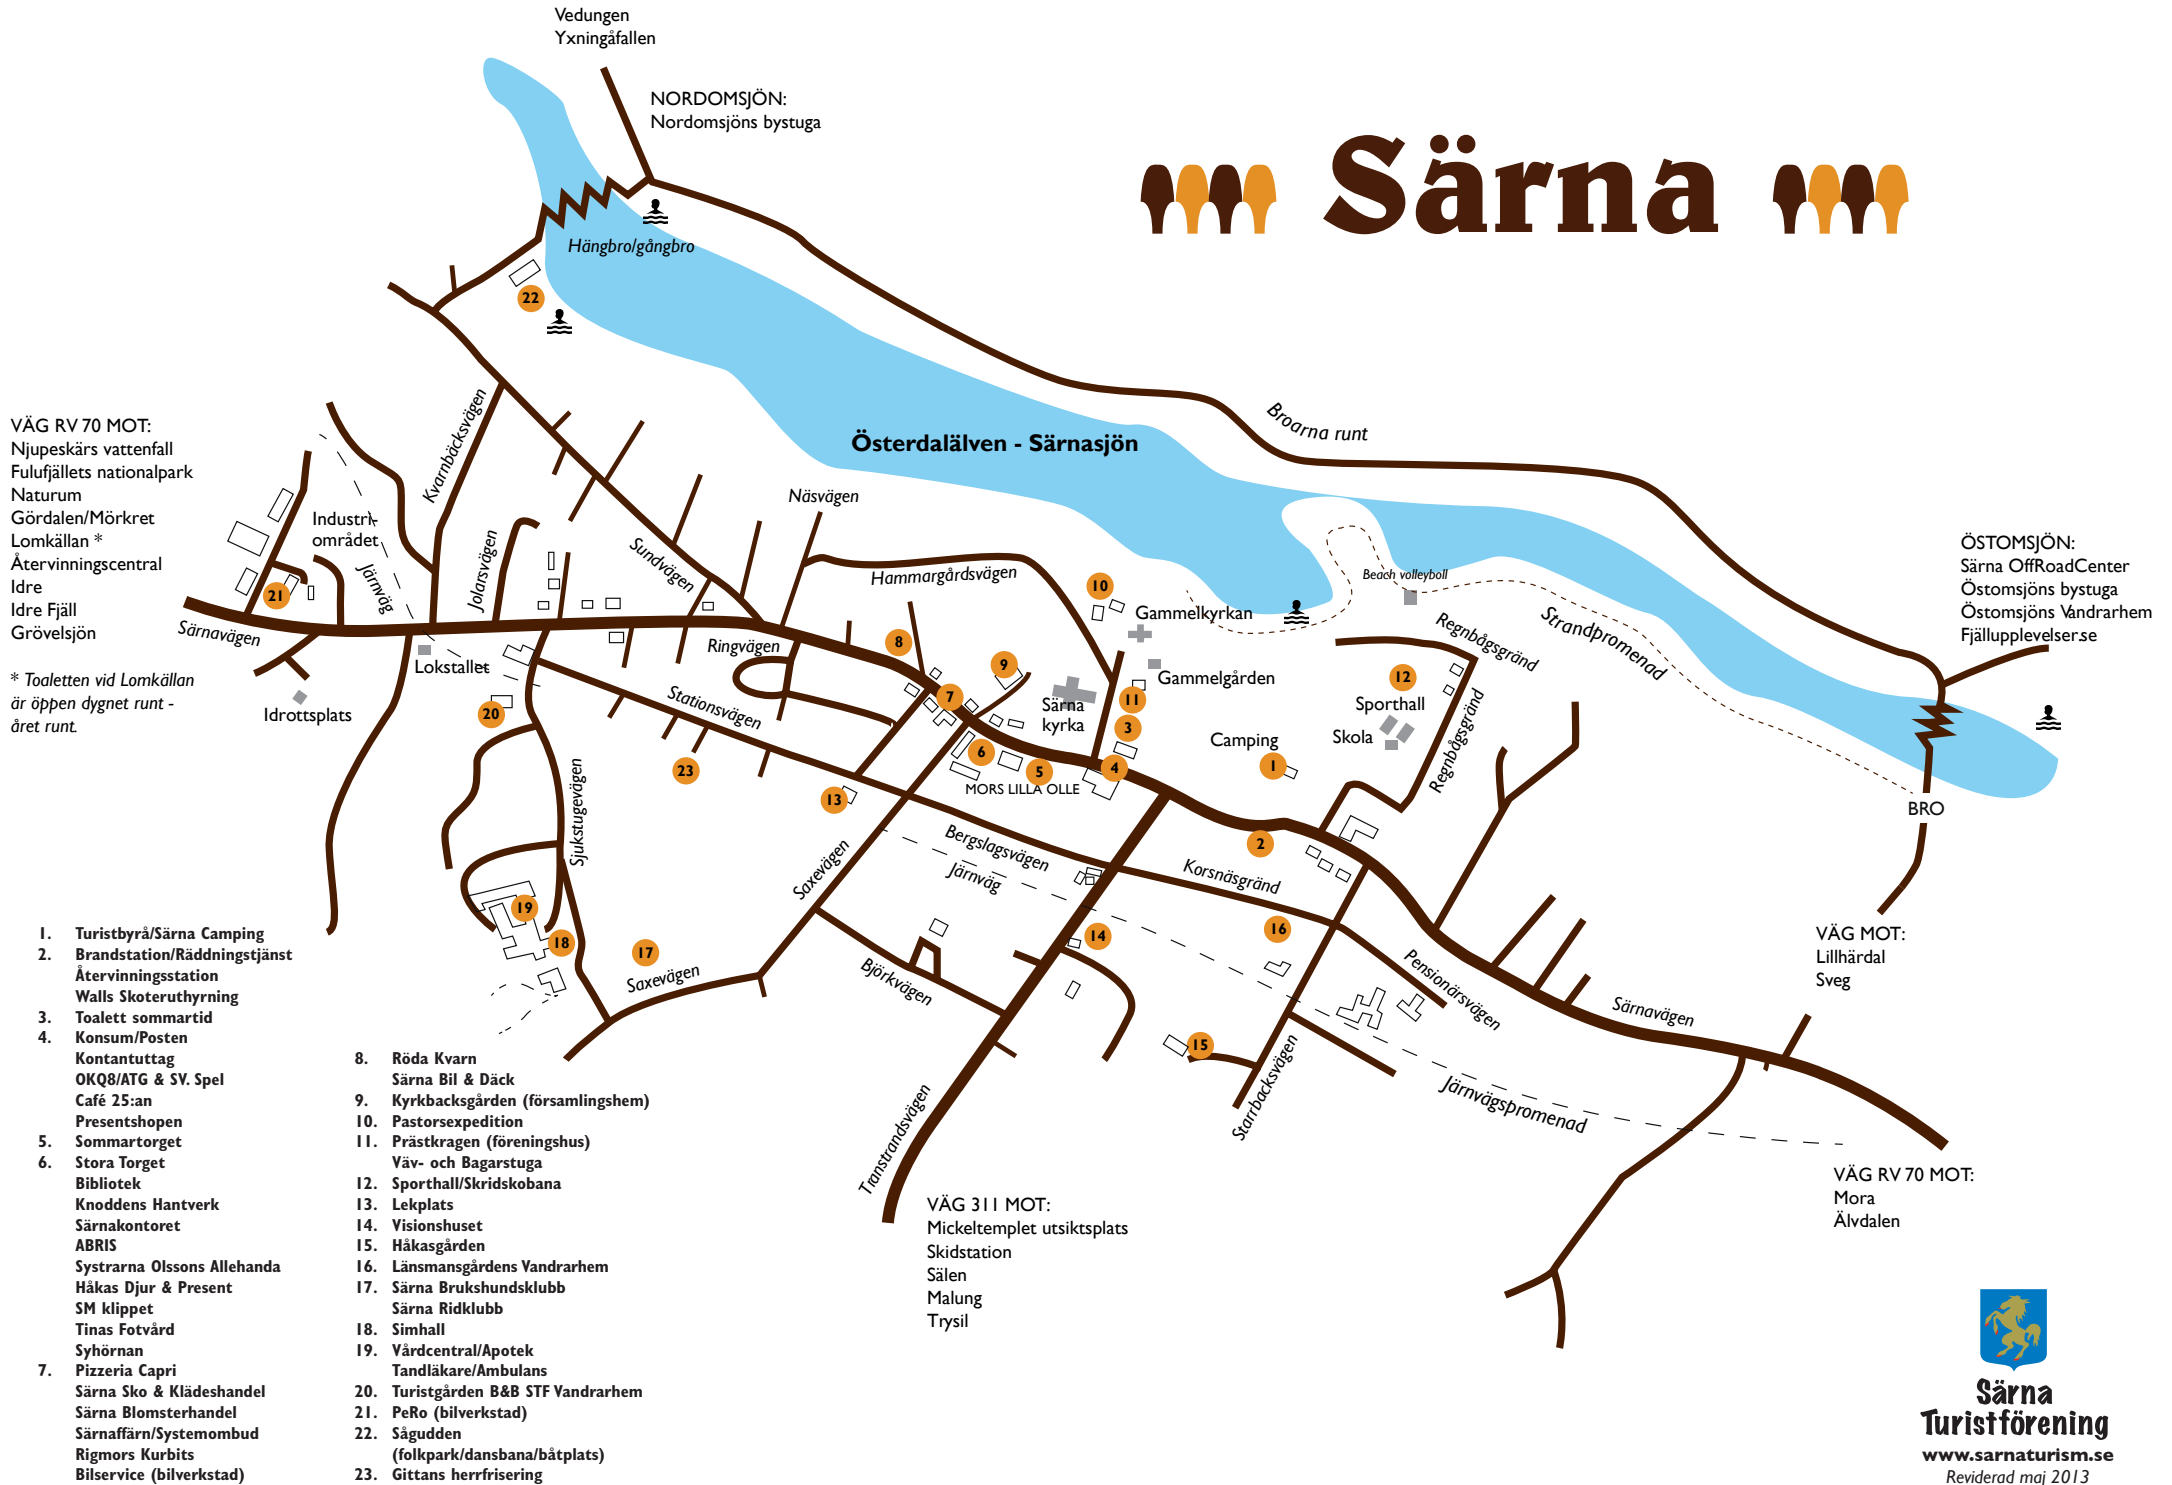 Vedungen
Yxningåfallen
NORDOMSJÖN:
Nordomsjöns bystuga
Särna
Hängbro/gångbro
22
VÄG RV 70 MOT:
Njupeskärs vattenfall
Fulufjällets nationalpark
Naturum
Gördalen/Mörkret
Lomkällan *
Återvinningscentral
Idre
Idre Fjäll
Grövelsjön
* Toaletten vid Lomkällan
är öppen dygnet runt -
året runt.
Kvarnbäcksvägen
Broarna runt
Österdalälven - Särnasjön
Näsvägen
Industri-
området
Järnväg
Jolarsvägen
Sundvägen
Hammargårdsvägen
10
Beach volleyboll
ÖSTOMSJÖN:
Särna OffRoadCenter
Östomsjöns bystuga
Östomsjöns Vandrarhem
Fjällupplevelser.se
21
Särnavägen
Gammelkyrkan
Strandpromenad
Regnbågsgränd
Ringvägen
8
9
Lokstallet
Gammelgården
12
Sporthall
Idrottsplats
20
Stationsvägen
7
Särna
kyrka
11
3
Camping
Skola
Regnbågsgränd
6
5
4
1
23
MORS LILLA OLLE
13
BRO
Sjukstugevägen
2
Bergslagsvägen
Järnväg
Saxevägen
Korsnäsgränd
19
18
17
14
16
Saxevägen
Björkvägen
Pensionärsvägen
VÄG MOT:
Lillhärdal
Sveg
Särnavägen
15
Starrbacksvägen
Järnvägspromenad
Transtrandsvägen
VÄG RV 70 MOT:
Mora
Älvdalen
VÄG 311 MOT:
Mickeltemplet utsiktsplats
Skidstation
Sälen
Malung
Trysil
1. Turistbyrå/Särna Camping
2. Brandstation/Räddningstjänst
Återvinningsstation
Walls Skoteruthyrning
3. Toalett sommartid
4. Konsum/Posten
Kontantuttag
OKQ8/ATG & SV. Spel
Café 25:an
Presentshopen
5. Sommartorget
6. Stora Torget
Bibliotek
Knoddens Hantverk
Särnakontoret
ABRIS
Systrarna Olssons Allehanda
Håkas Djur & Present
SM klippet
Tinas Fotvård
Syhörnan
7. Pizzeria Capri
Särna Sko & Klädeshandel
Särna Blomsterhandel
Särnaffärn/Systemombud
Rigmors Kurbits
Bilservice (bilverkstad)
8. Röda Kvarn
Särna Bil & Däck
9. Kyrkbacksgården (församlingshem)
10. Pastorsexpedition
11. Prästkragen (föreningshus)
Väv- och Bagarstuga
12. Sporthall/Skridskobana
13. Lekplats
14. Visionshuset
15. Håkasgården
16. Länsmansgårdens Vandrarhem
17. Särna Brukshundsklubb
Särna Ridklubb
18. Simhall
19. Vårdcentral/Apotek
Tandläkare/Ambulans
20. Turistgården B&B STF Vandrarhem
21. PeRo (bilverkstad)
22. Sågudden
(folkpark/dansbana/båtplats)
23. Gittans herrfrisering
Särna
Turistförening
www.sarnaturism.se
Reviderad maj 2013